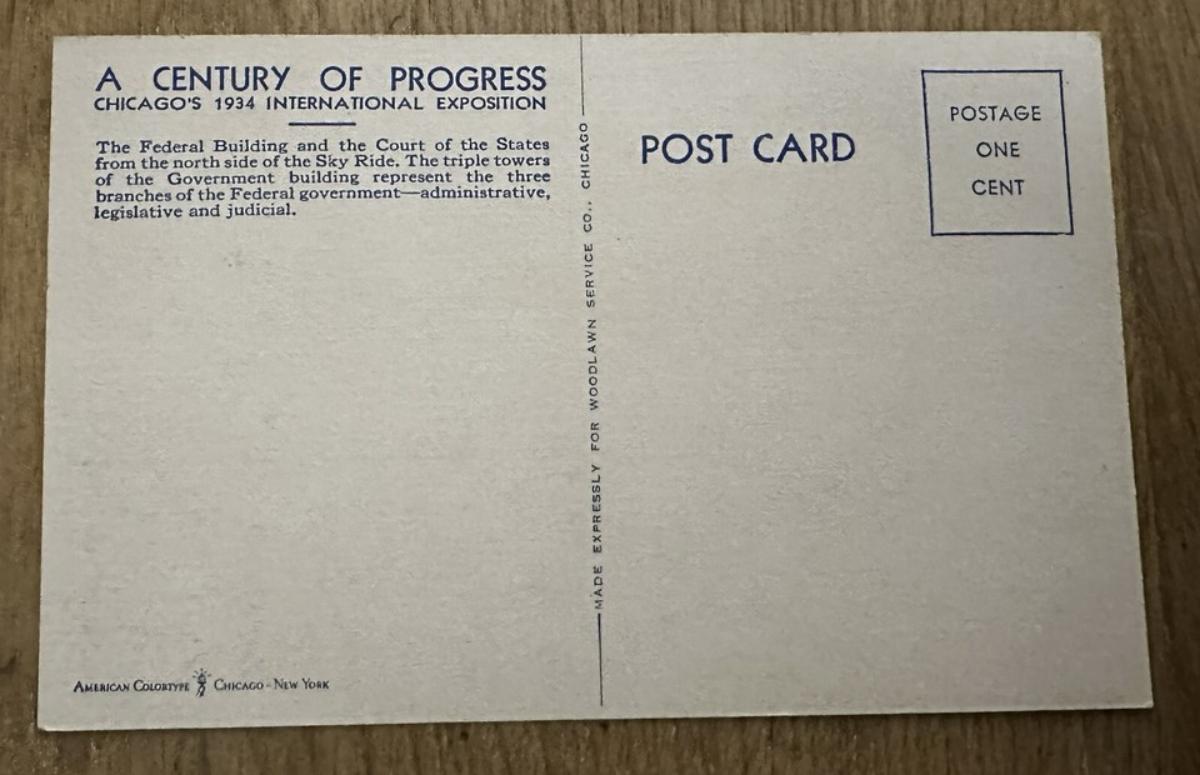 A CENTURY OF PROGRESS
CHICAGO'S 1934 INTERNATIONAL EXPOSITION
The Federal Building and the Court of the States
from the north side of the Sky Ride. The triple towers
of the Government building represent the three
branches of the Federal government—administrative,
legislative and judicial.
AMERICAN COLORTYPE CHICAGO - NEW YORK
MADE EXPRESSLY FOR WOODLAWN SERVICE CO., CHICAGO
POST CARD
POSTAGE
ONE
CENT